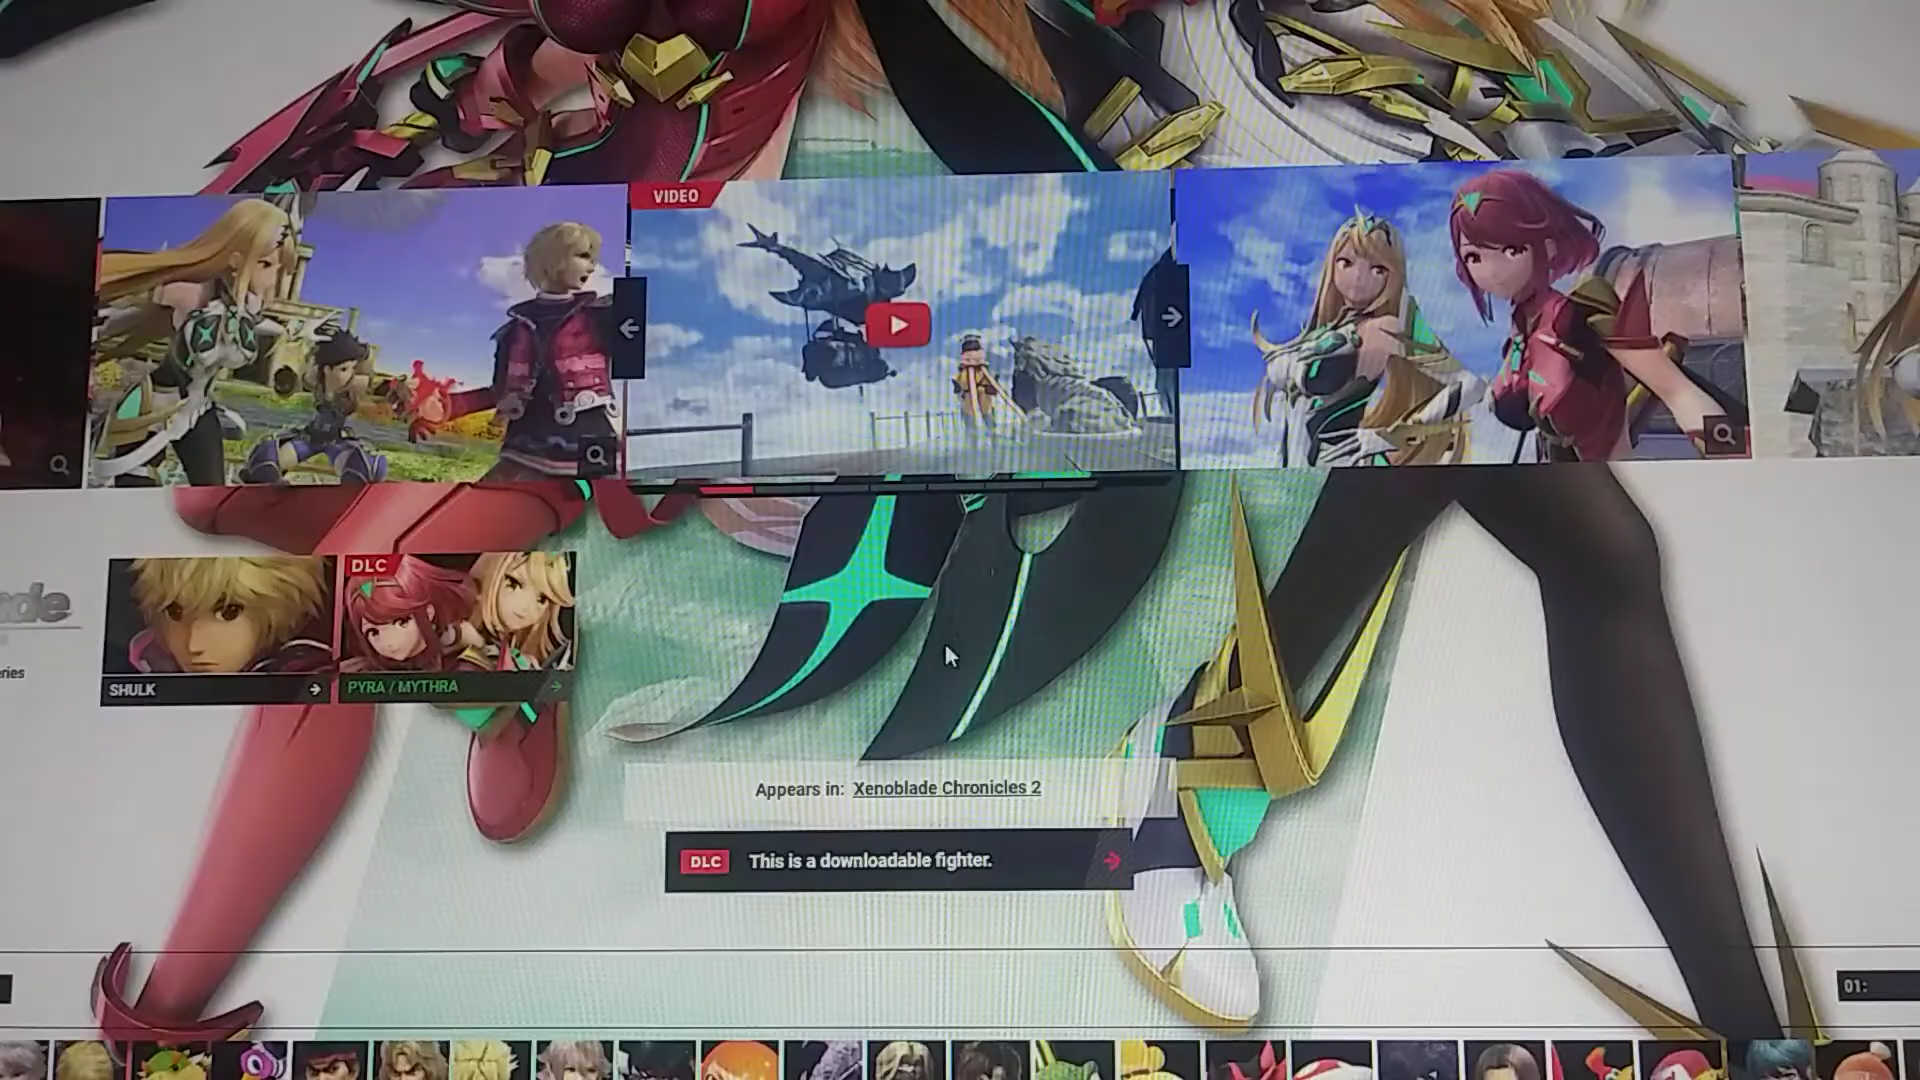 VIDEO
DLC
SHULK
PYRA / MYTHRA
Appears in: Xenoblade Chronicles 2
DLC This is a downloadable fighter.
01: